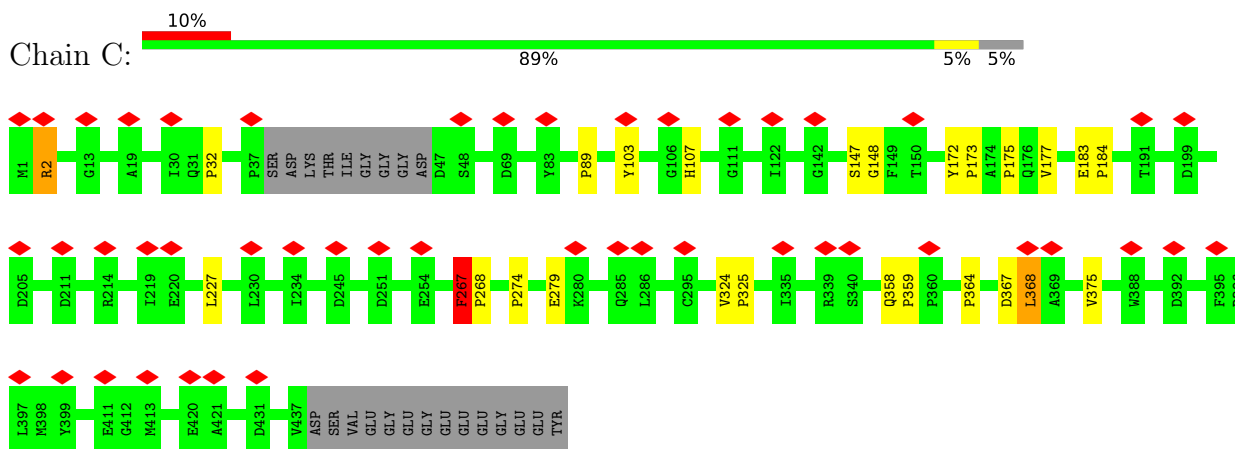 10%
Chain C:
89% 5% 5%
M1 R2 G13 A19 I30 Q31 P32 P37 SER ASP LYS THR ILE GLY GLY GLY ASP D47 S48 D69 Y83 P89 Y103 G106 H107 G111 I122 G142 S147 G148 F149 T150 Y172 P173 A174 P175 Q176 V177 E183 P184 T191 D199
D205 D211 R214 I219 E220 L227 L230 I234 D245 D251 E254 F267 P268 P274 E279 K280 Q285 L286 C295 V324 P325 I335 R339 S340 Q358 P359 P360 P364 D367 L368 A369 V375 W388 D392 F395
L397 M398 Y399 E411 G412 M413 E420 A421 D431 V437 ASP SER VAL GLU GLY GLU GLY GLU GLU GLU GLY GLU GLU TYR